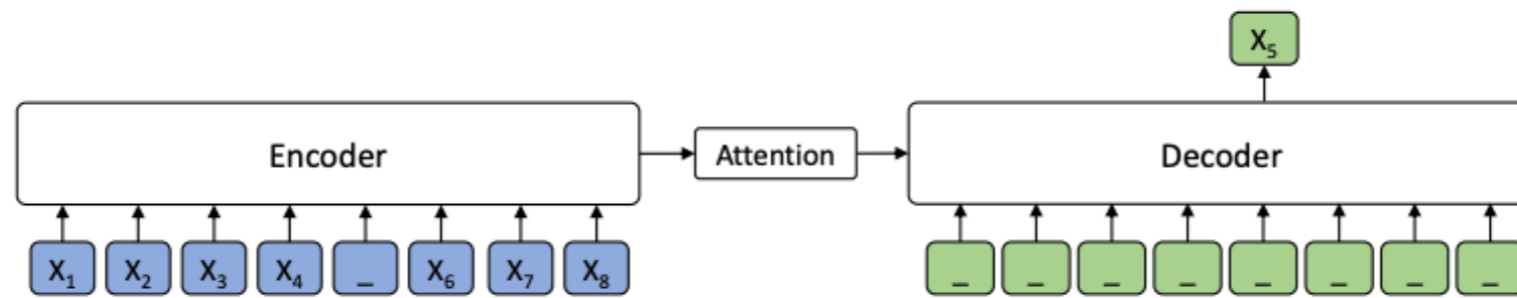 X₅
Encoder Attention Decoder
X₁ X₂ X₃ X₄ _ X₆ X₇ X₈ _ _ _ _ _ _ _ _